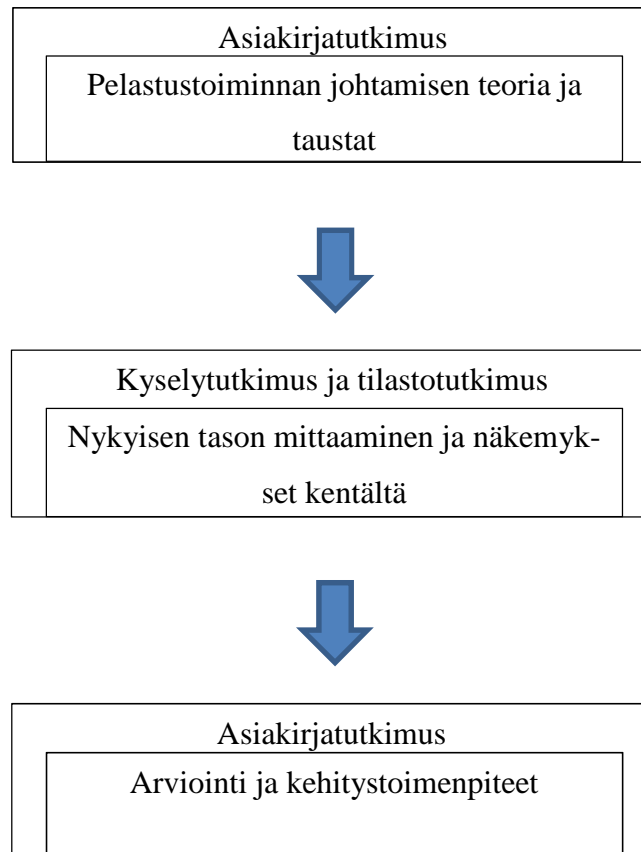 Asiakirjatutkimus
Pelastustoiminnan johtamisen teoria ja
taustat
Kyselytutkimus ja tilastotutkimus
Nykyisen tason mittaaminen ja näkemyk-
set kentältä
Asiakirjatutkimus
Arviointi ja kehitystoimenpiteet